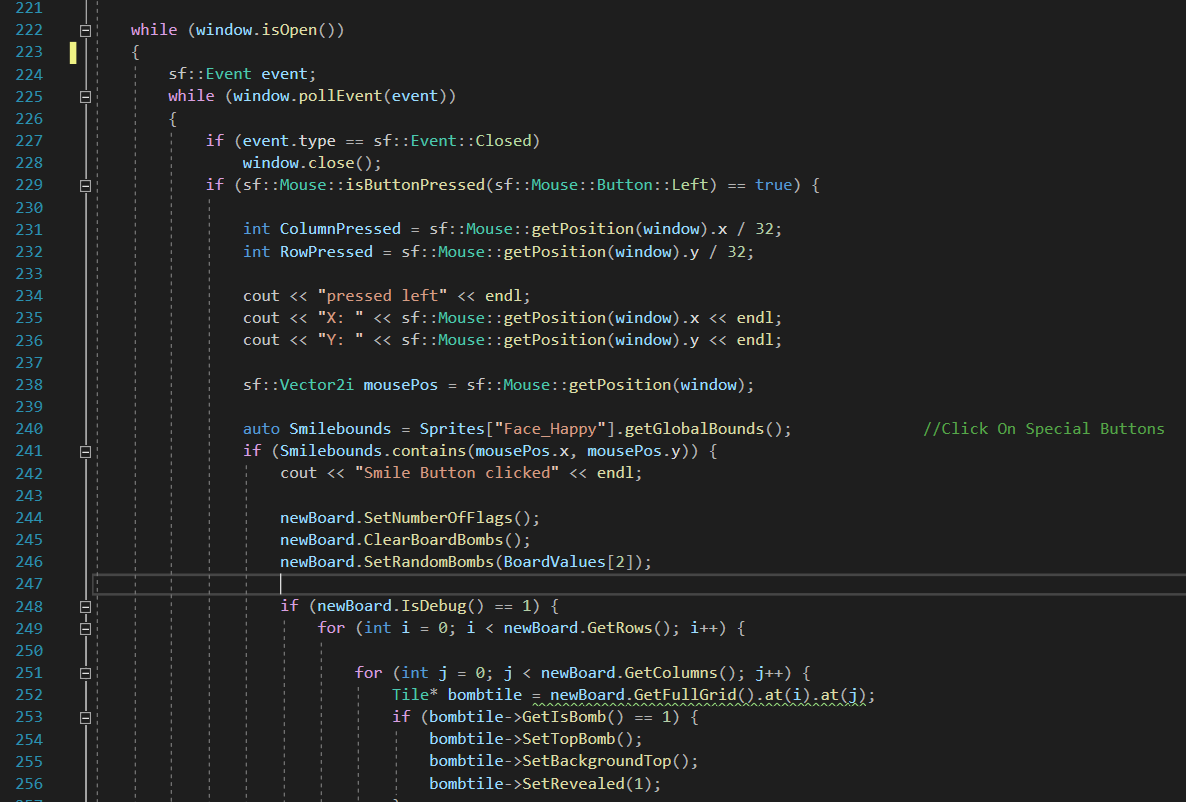 221
222 while (window.isOpen())
223 {
224 sf::Event event;
225 while (window.pollEvent(event))
226 {
227 if (event.type == sf::Event::Closed)
228 window.close();
229 if (sf::Mouse::isButtonPressed(sf::Mouse::Button::Left) == true) {
230
231 int ColumnPressed = sf::Mouse::getPosition(window).x / 32;
232 int RowPressed = sf::Mouse::getPosition(window).y / 32;
233
234 cout << "pressed left" << endl;
235 cout << "X: " << sf::Mouse::getPosition(window).x << endl;
236 cout << "Y: " << sf::Mouse::getPosition(window).y << endl;
237
238 sf::Vector2i mousePos = sf::Mouse::getPosition(window);
239
240 auto Smilebounds = Sprites["Face_Happy"].getGlobalBounds(); //Click On Special Buttons
241 if (Smilebounds.contains(mousePos.x, mousePos.y)) {
242 cout << "Smile Button clicked" << endl;
243
244 newBoard.SetNumberOfFlags();
245 newBoard.ClearBoardBombs();
246 newBoard.SetRandomBombs(BoardValues[2]);
247
248 if (newBoard.IsDebug() == 1) {
249 for (int i = 0; i < newBoard.GetRows(); i++) {
250
251 for (int j = 0; j < newBoard.GetColumns(); j++) {
252 Tile* bombtile = newBoard.GetFullGrid().at(i).at(j);
253 if (bombtile->GetIsBomb() == 1) {
254 bombtile->SetTopBomb();
255 bombtile->SetBackgroundTop();
256 bombtile->SetRevealed(1);